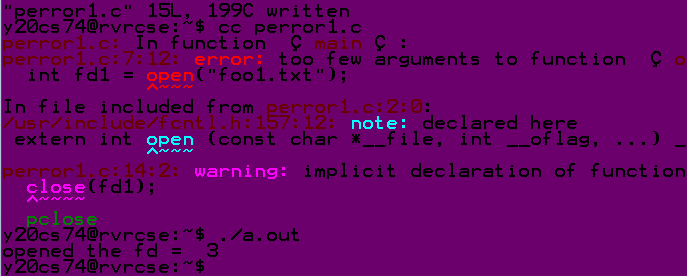 "perror1.c" 15L, 199C written
y20cs74@rvrcse:~$ cc perror1.c
perror1.c: In function Ç main Ç :
perror1.c:7:12: error: too few arguments to function Ç o
int fd1 = open("foo1.txt");
^~~~
In file included from perror1.c:2:0:
/usr/include/fcntl.h:157:12: note: declared here
extern int open (const char *__file, int __oflag, ...) _
^~~~
perror1.c:14:2: warning: implicit declaration of function
close(fd1);
^~~~~
pclose
y20cs74@rvrcse:~$ ./a.out
opened the fd = 3
y20cs74@rvrcse:~$